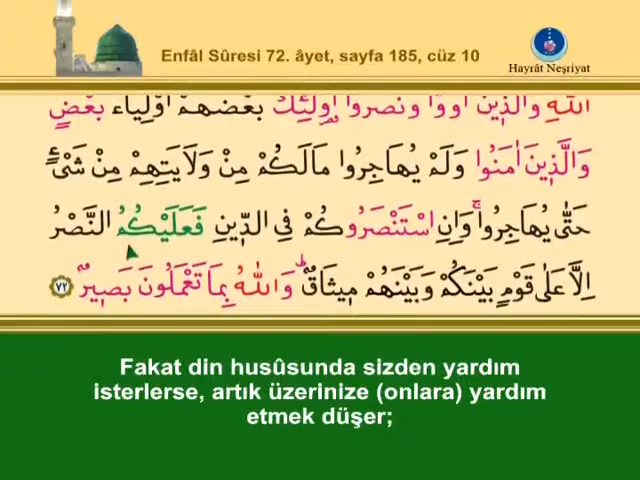 Enfâl Sûresi 72. âyet, sayfa 185, cüz 10
Hayrât Neşriyat
اللّٰهِ وَالَّذ۪ينَ اٰوَوْا وَنَصَرُٓوا اُو۬لٰٓئِكَ بَعْضُهُمْ اَوْلِيَٓاءُ بَعْضٍ
وَالَّذ۪ينَ اٰمَنُوا وَلَمْ يُهَاجِرُوا مَالَكُمْ مِنْ وَلَايَتِهِمْ مِنْ شَىْءٍ
حَتّٰى يُهَاجِرُواۚ وَاِنِ اسْتَنْصَرُوكُمْ فِى الدّ۪ينِ فَعَلَيْكُمُ النَّصْرُ
اِلَّا عَلٰى قَوْمٍ بَيْنَكُمْ وَبَيْنَهُمْ م۪يثَاقٌۜ وَاللّٰهُ بِمَا تَعْمَلُونَ بَص۪يرٌ ٧٢
Fakat din husûsunda sizden yardım
isterlerse, artık üzerinize (onlara) yardım
etmek düşer;